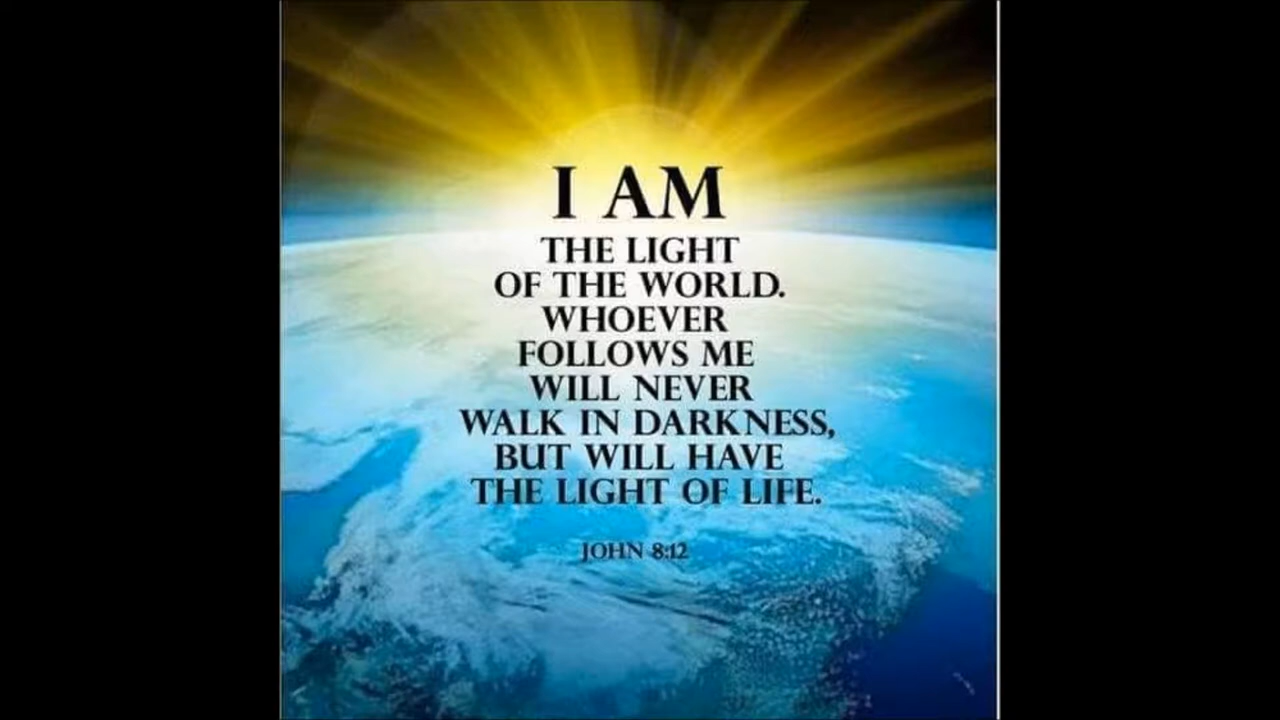 I AM
THE LIGHT
OF THE WORLD.
WHOEVER
FOLLOWS ME
WILL NEVER
WALK IN DARKNESS,
BUT WILL HAVE
THE LIGHT OF LIFE.
JOHN 8:12